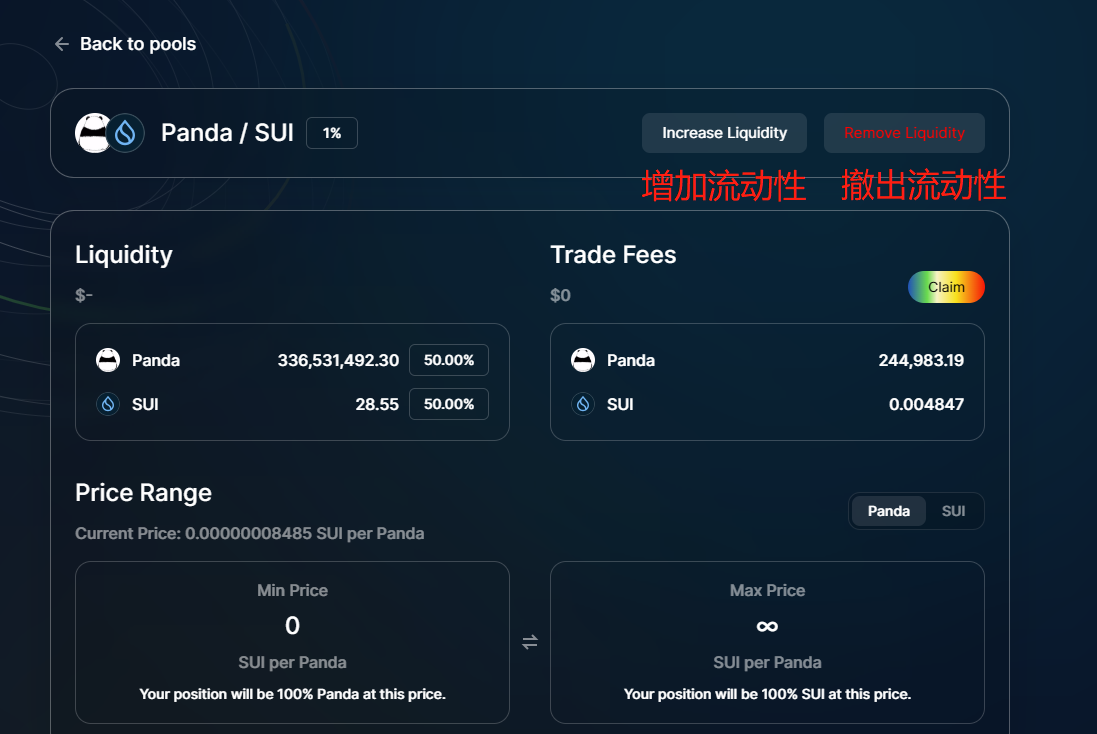 Back to pools
Panda / SUI 1% Increase Liquidity Remove Liquidity
增加流动性 撤出流动性
Liquidity Trade Fees
$- $0 Claim
Panda 336,531,492.30 50.00% Panda 244,983.19
SUI 28.55 50.00% SUI 0.004847
Price Range
Panda SUI
Current Price: 0.00000008485 SUI per Panda
Min Price Max Price
0 ∞
SUI per Panda SUI per Panda
Your position will be 100% Panda at this price. Your position will be 100% SUI at this price.